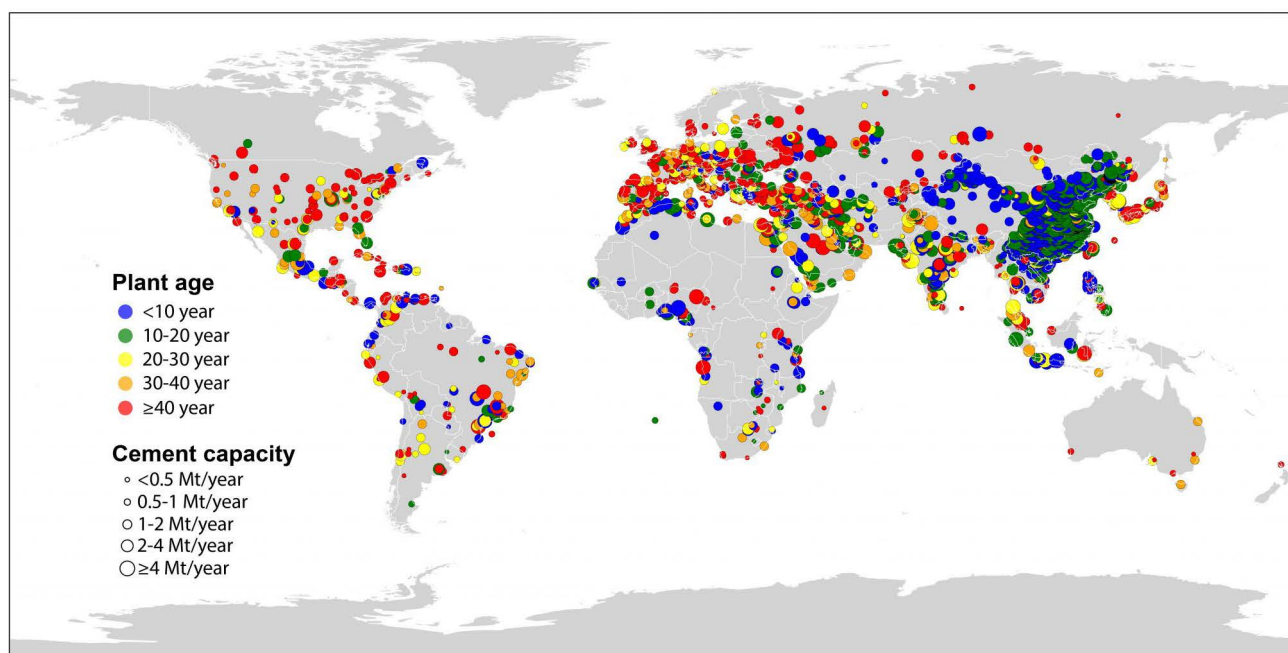 Plant age
<10 year
10-20 year
20-30 year
30-40 year
≥40 year
Cement capacity
<0.5 Mt/year
0.5-1 Mt/year
1-2 Mt/year
2-4 Mt/year
≥4 Mt/year